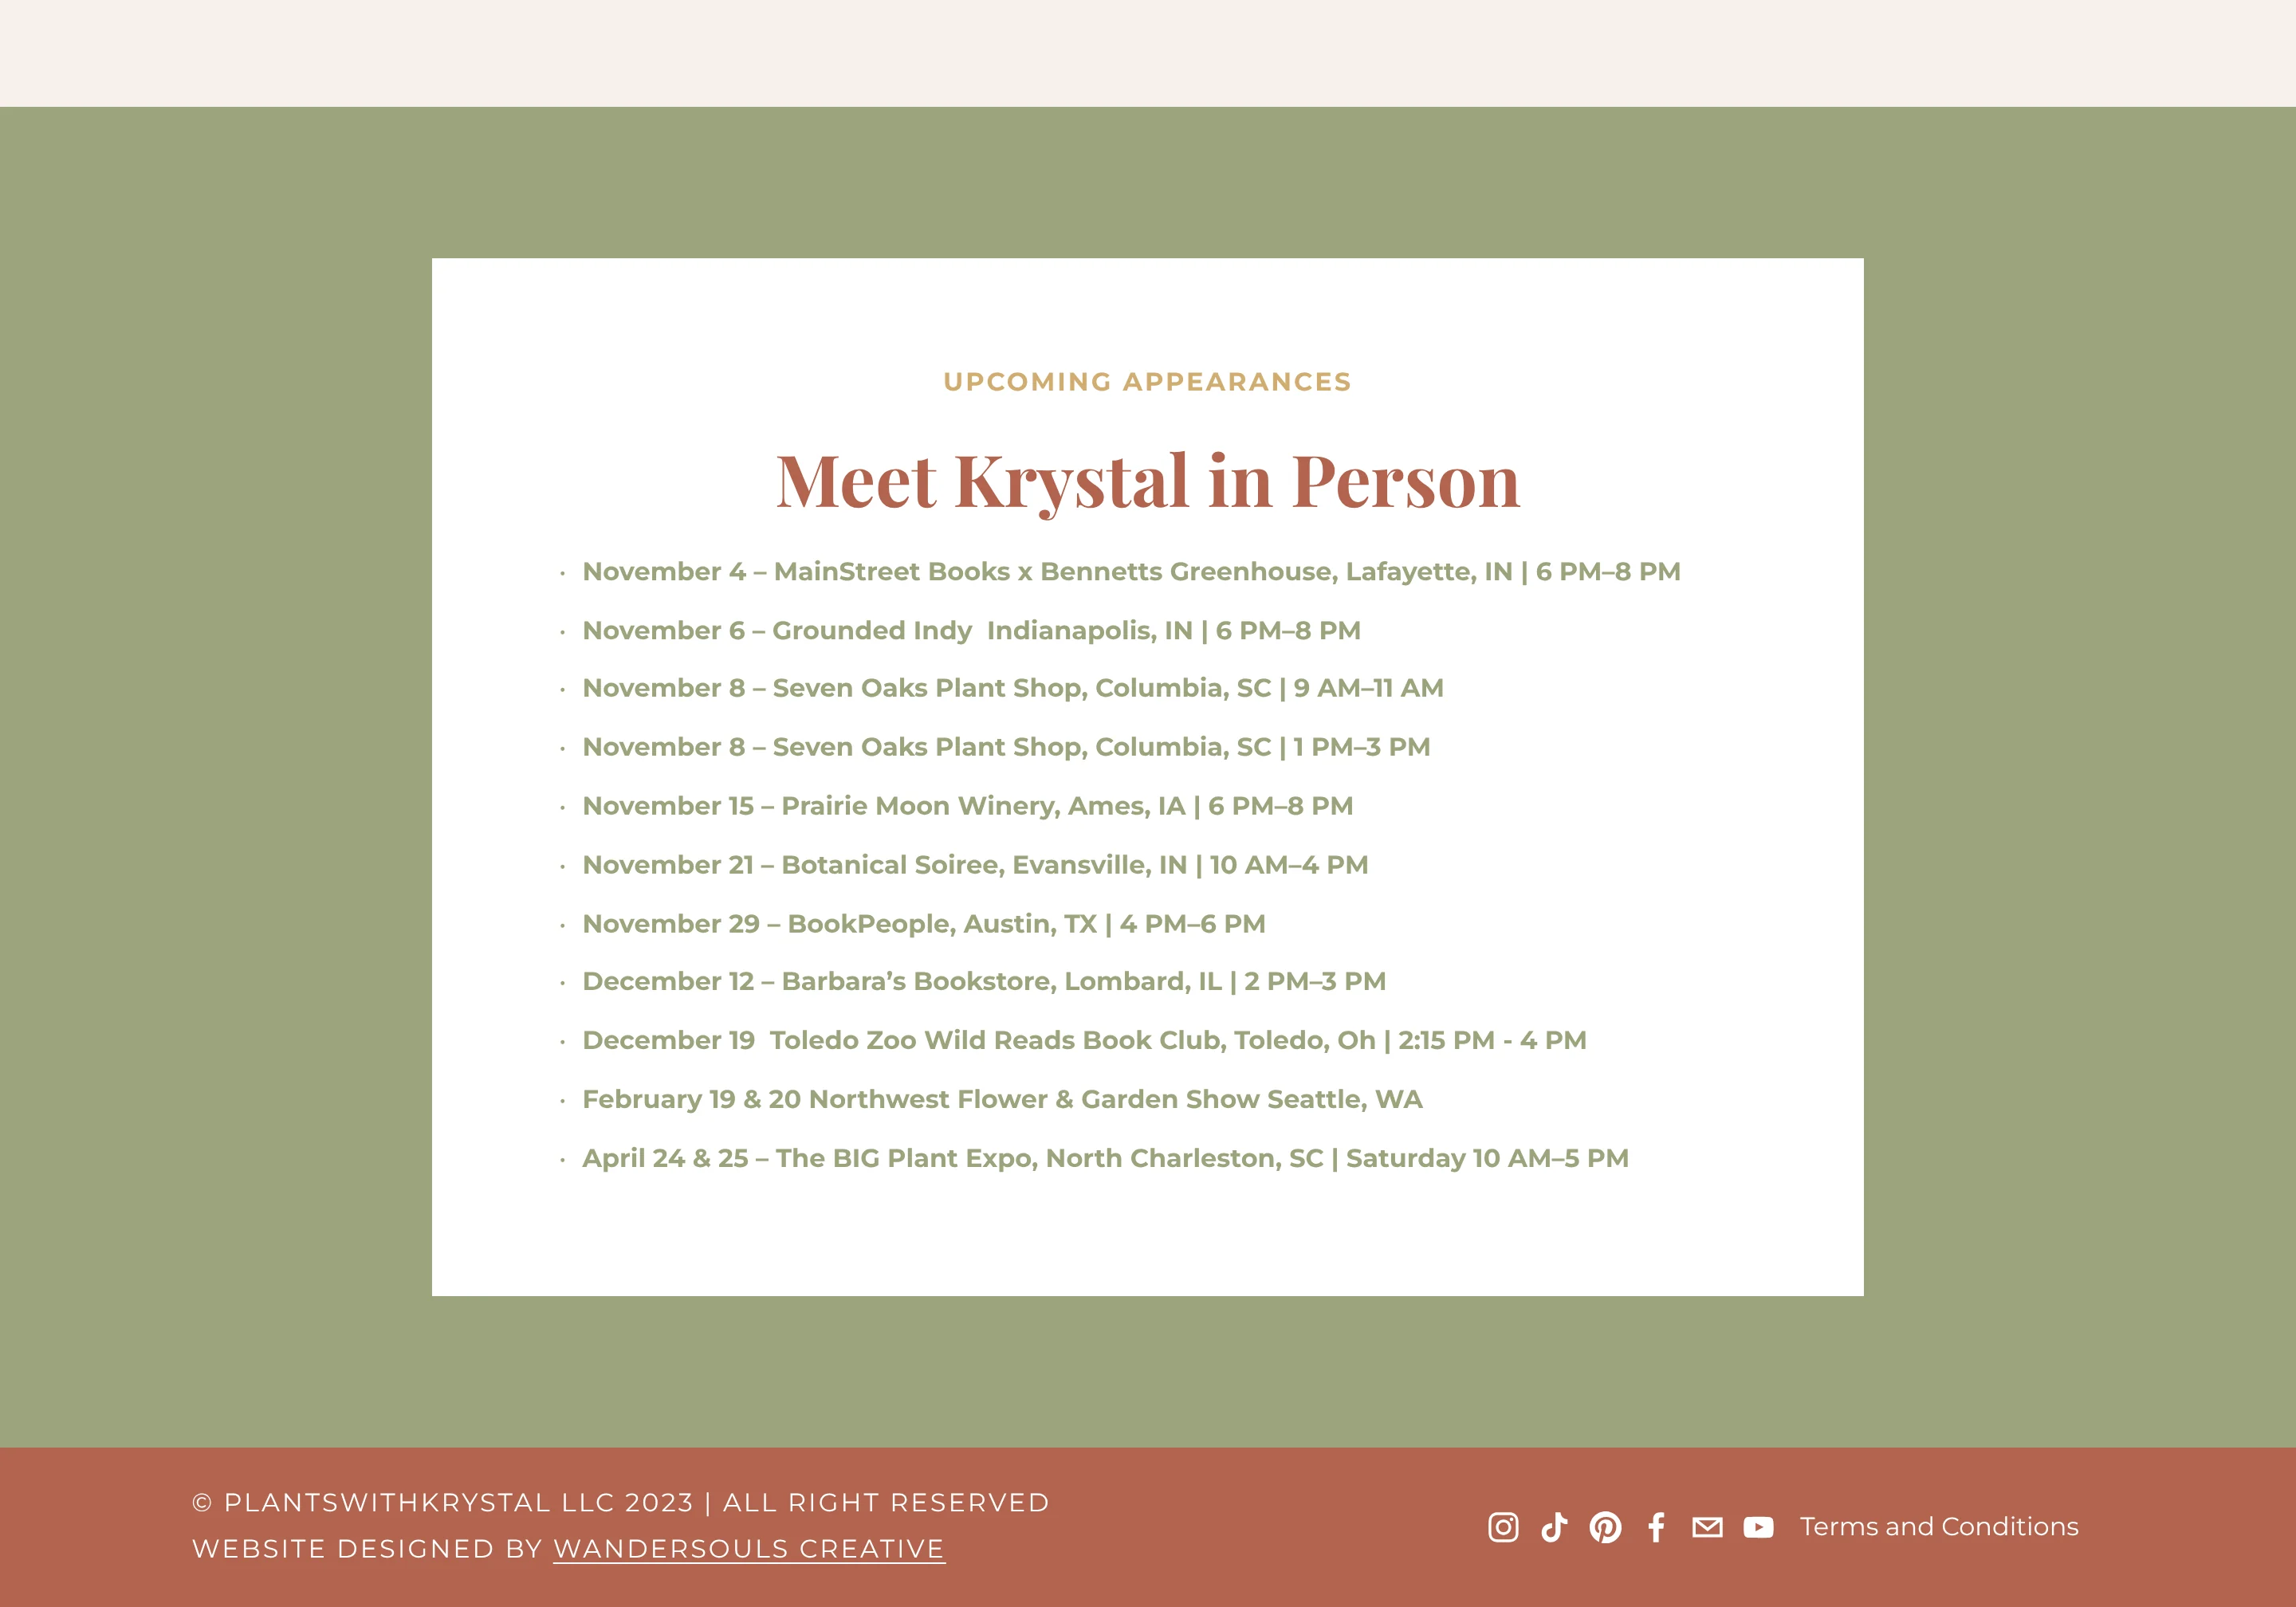 UPCOMING APPEARANCES
Meet Krystal in Person
· November 4 – MainStreet Books x Bennetts Greenhouse, Lafayette, IN | 6 PM–8 PM
· November 6 – Grounded Indy  Indianapolis, IN | 6 PM–8 PM
· November 8 – Seven Oaks Plant Shop, Columbia, SC | 9 AM–11 AM
· November 8 – Seven Oaks Plant Shop, Columbia, SC | 1 PM–3 PM
· November 15 – Prairie Moon Winery, Ames, IA | 6 PM–8 PM
· November 21 – Botanical Soiree, Evansville, IN | 10 AM–4 PM
· November 29 – BookPeople, Austin, TX | 4 PM–6 PM
· December 12 – Barbara’s Bookstore, Lombard, IL | 2 PM–3 PM
· December 19  Toledo Zoo Wild Reads Book Club, Toledo, Oh | 2:15 PM - 4 PM
· February 19 & 20 Northwest Flower & Garden Show Seattle, WA
· April 24 & 25 – The BIG Plant Expo, North Charleston, SC | Saturday 10 AM–5 PM
© PLANTSWITHKRYSTAL LLC 2023 | ALL RIGHT RESERVED
WEBSITE DESIGNED BY WANDERSOULS CREATIVE
Terms and Conditions